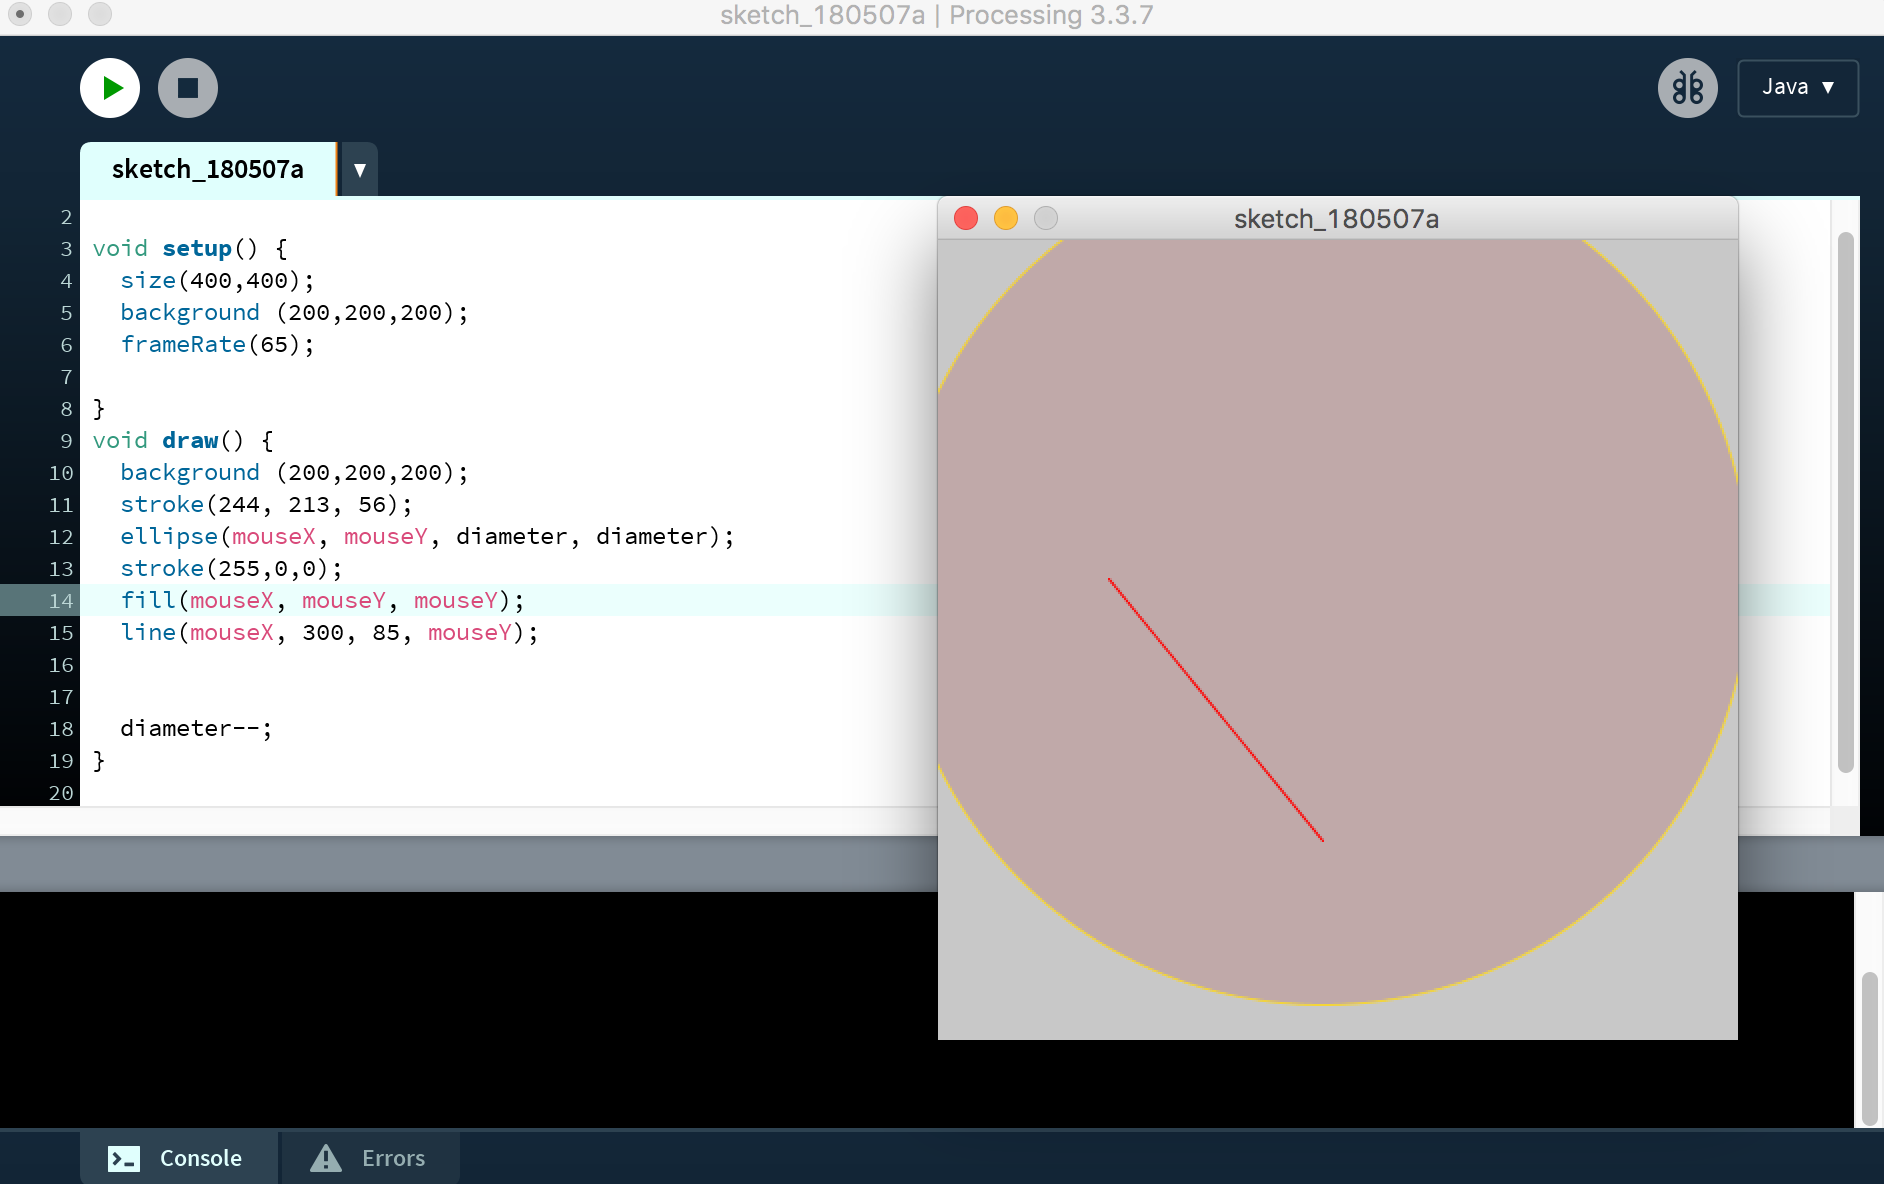 sketch_180507a | Processing 3.3.7
Java ▼
sketch_180507a ▼
2
3 void setup() {
4 size(400,400);
5 background (200,200,200);
6 frameRate(65);
7
8 }
9 void draw() {
10 background (200,200,200);
11 stroke(244, 213, 56);
12 ellipse(mouseX, mouseY, diameter, diameter);
13 stroke(255,0,0);
14 fill(mouseX, mouseY, mouseY);
15 line(mouseX, 300, 85, mouseY);
16
17
18 diameter--;
19 }
20
sketch_180507a
Console Errors